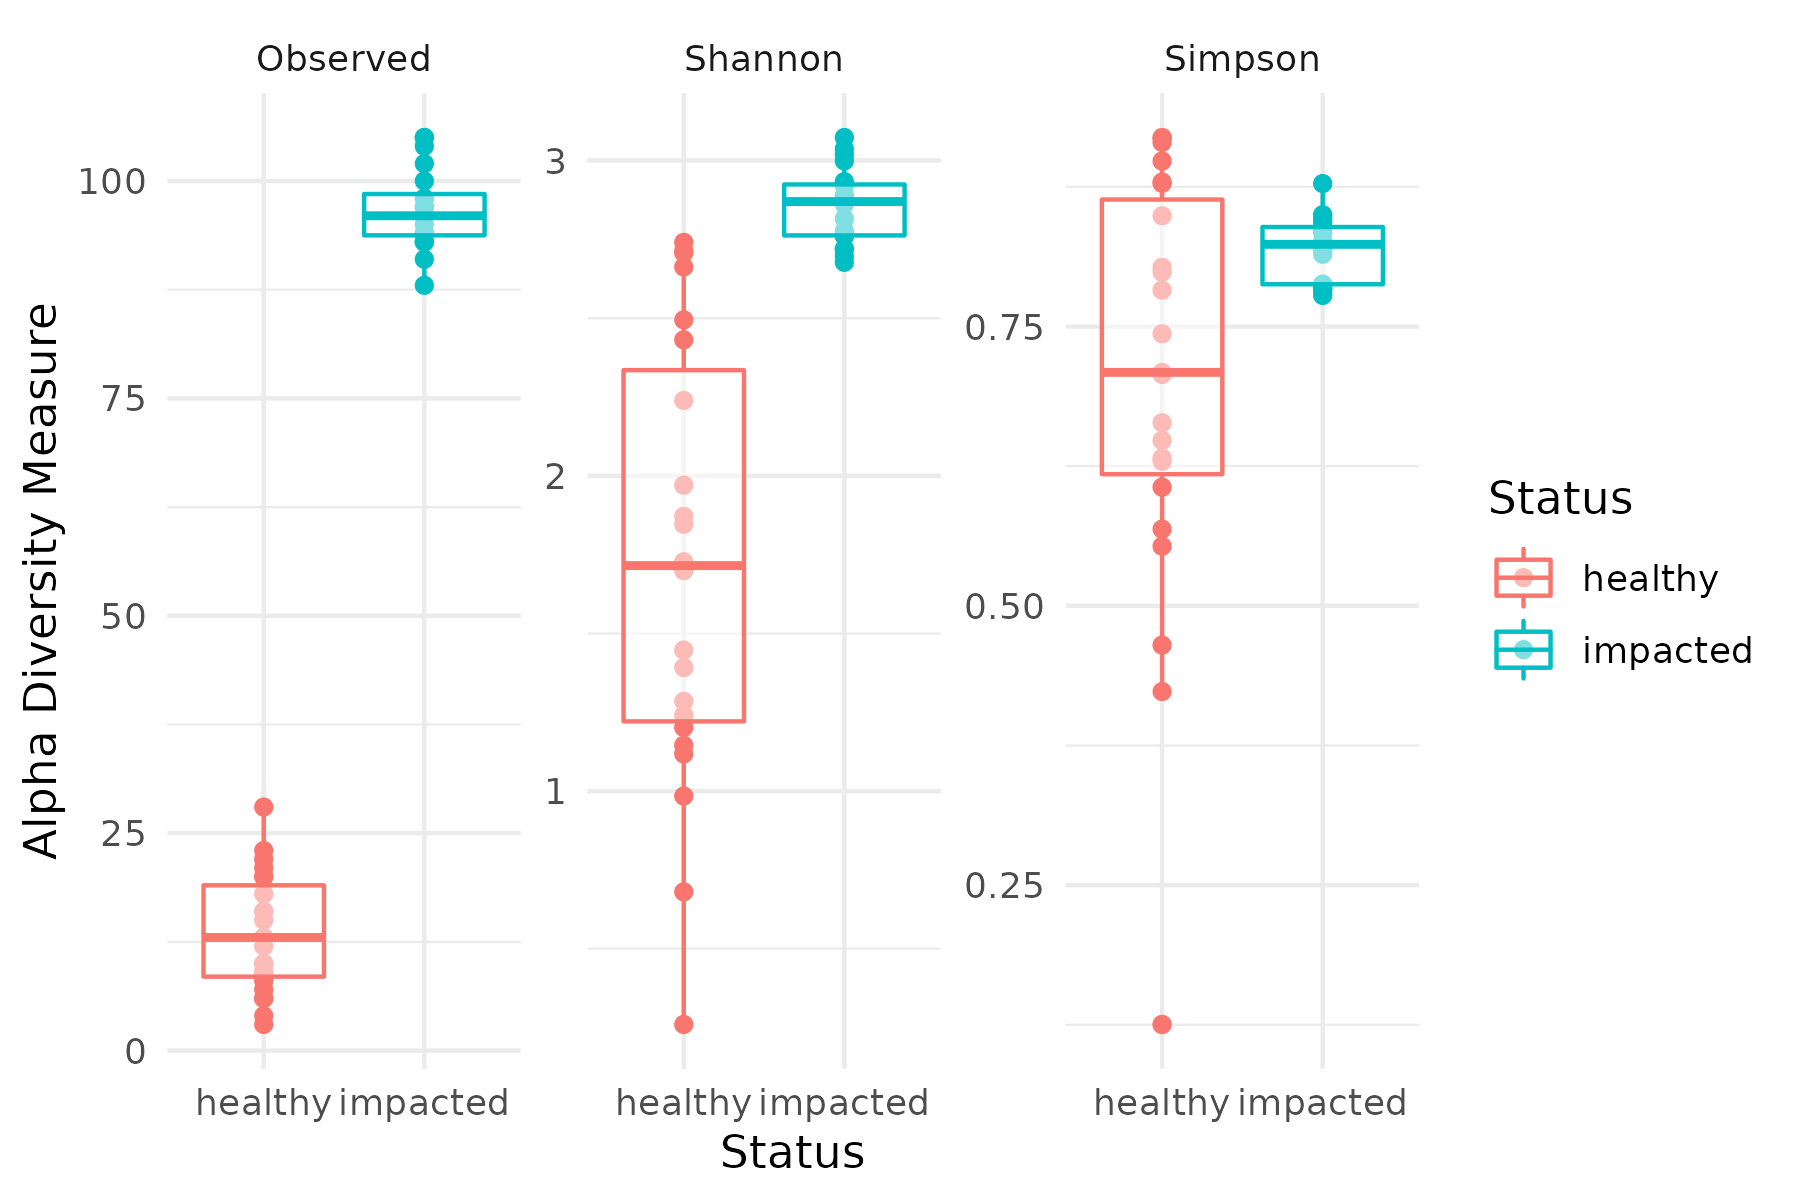 Observed
Shannon
Simpson
Alpha Diversity Measure
100
75
50
25
0
3
2
1
0.75
0.50
0.25
healthy impacted
healthy impacted
healthy impacted
Status
Status
healthy
impacted